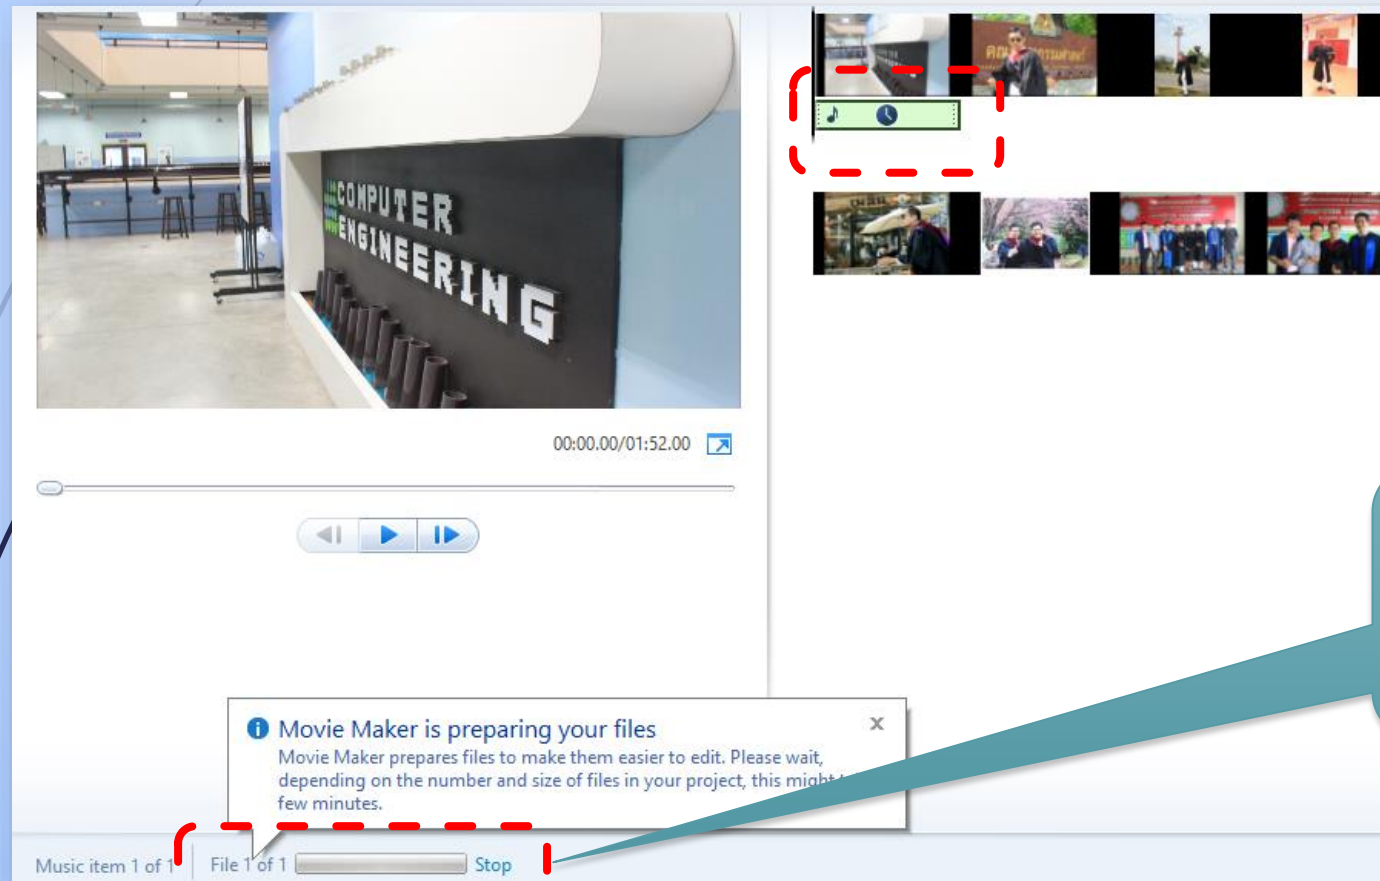 COMPUTER
ENGINEERING
00:00.00/01:52.00
Movie Maker is preparing your files
x
Movie Maker prepares files to make them easier to edit. Please wait,
depending on the number and size of files in your project, this might
few minutes.
Music item 1 of 1
File 1 of 1
Stop